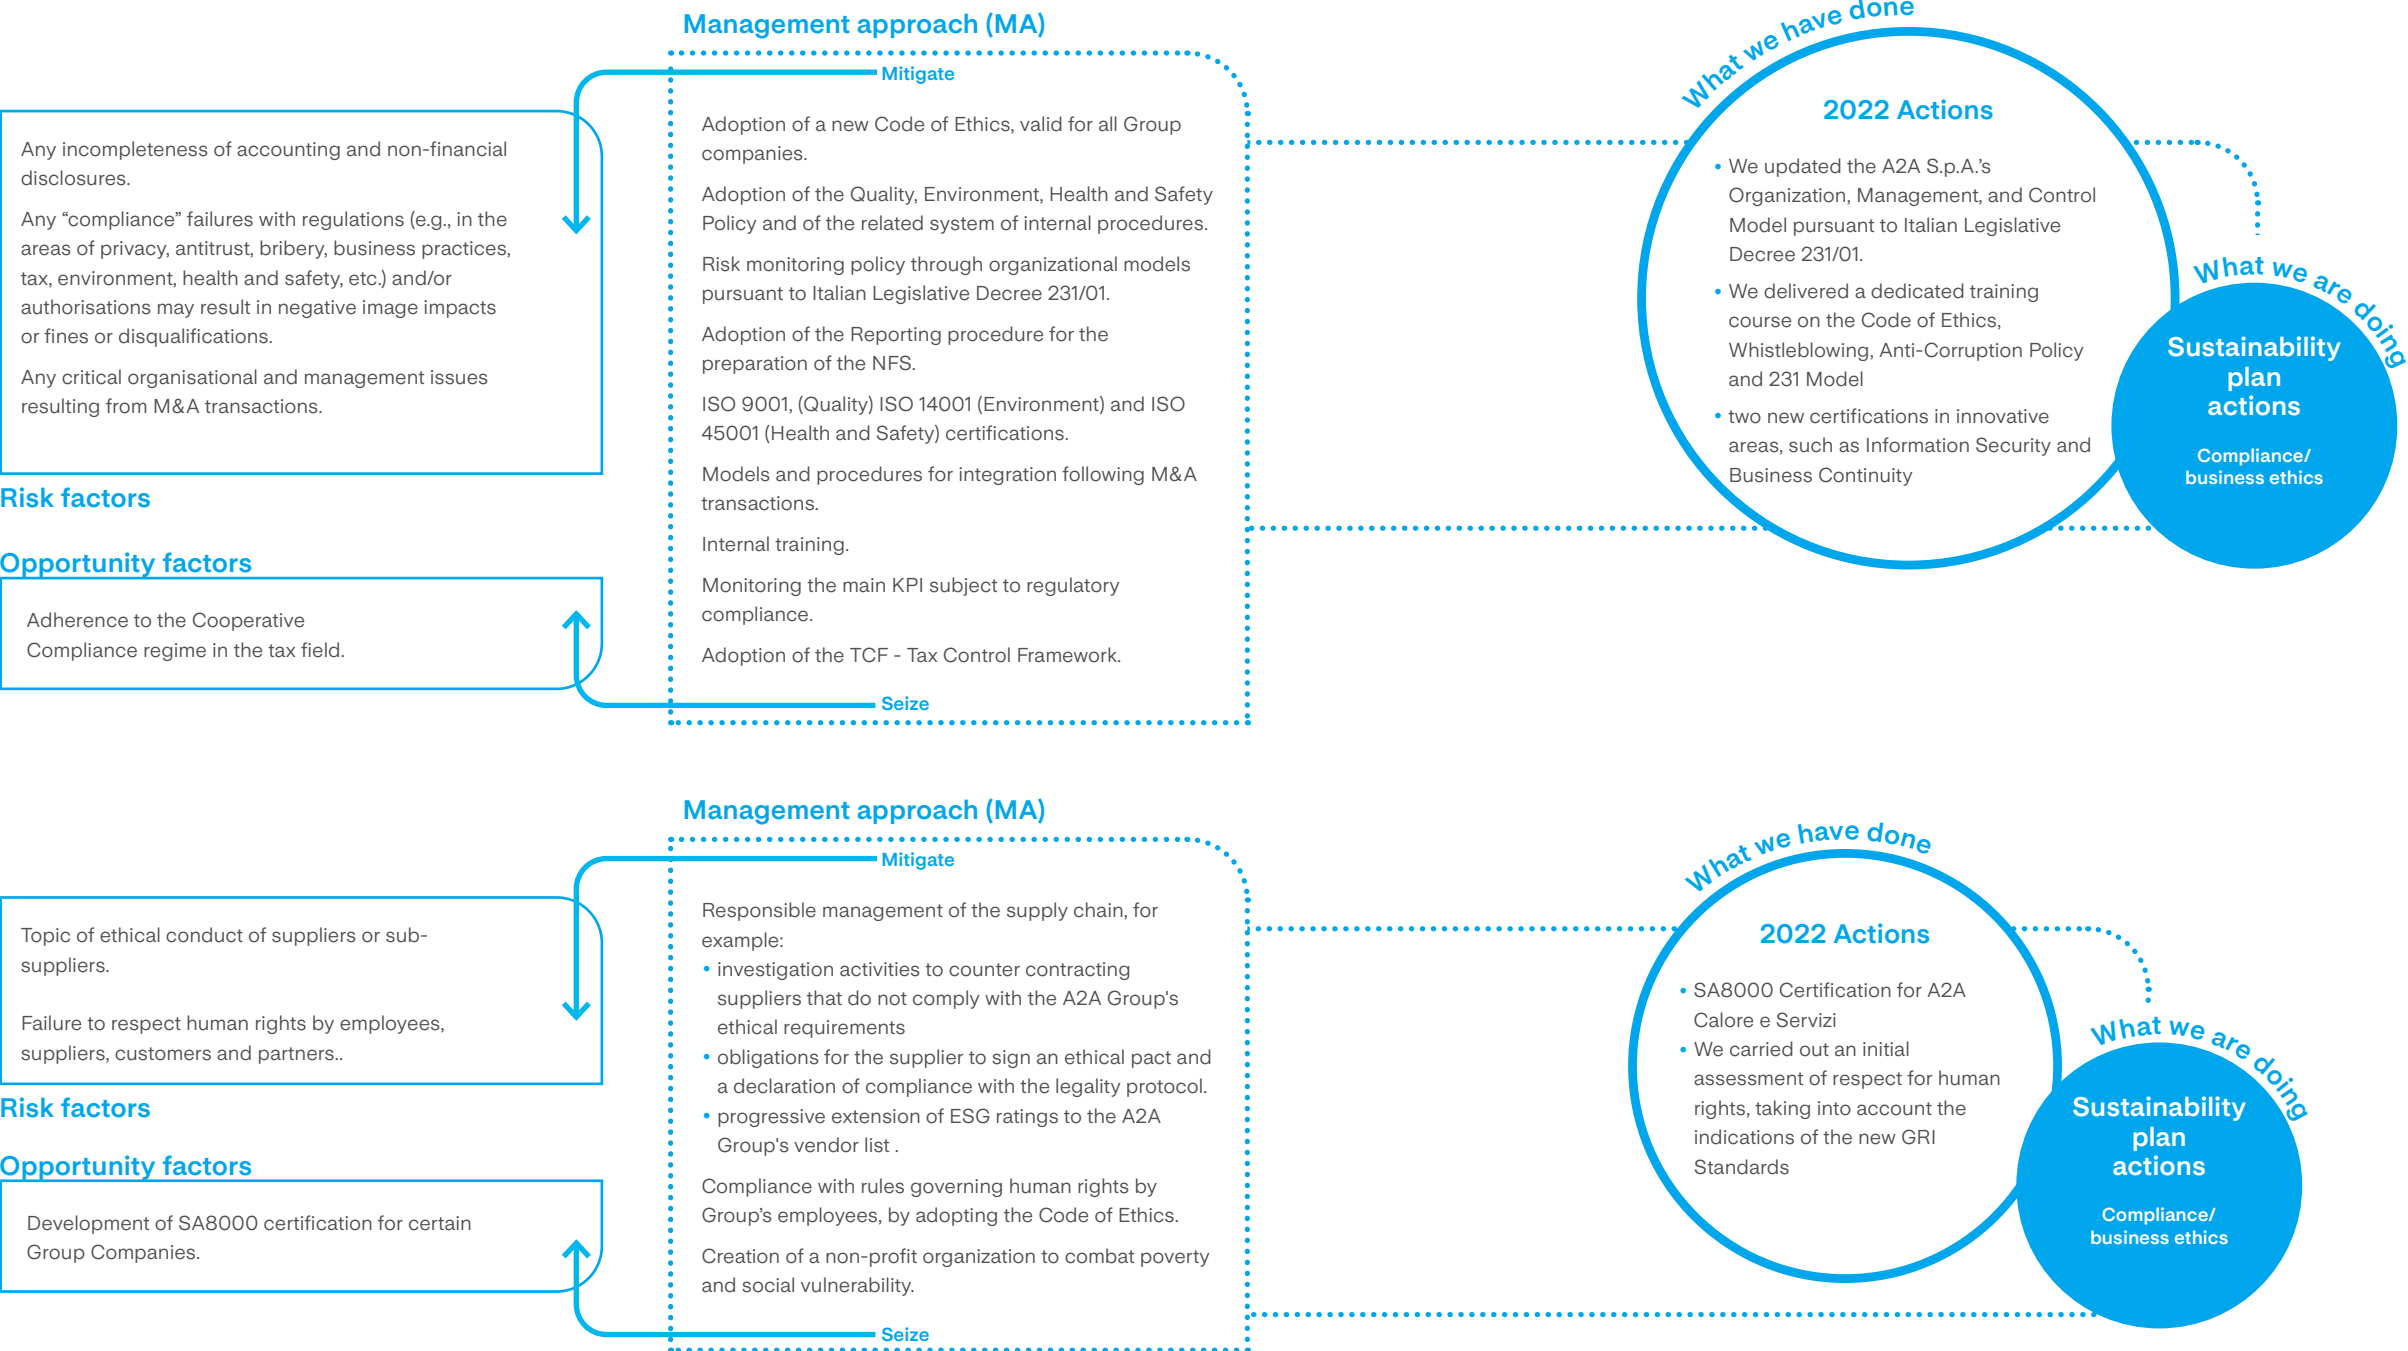 Management approach (MA)
Mitigate
Any incompleteness of accounting and non-financial
disclosures.
Any “compliance” failures with regulations (e.g., in the
areas of privacy, antitrust, bribery, business practices,
tax, environment, health and safety, etc.) and/or
authorisations may result in negative image impacts
or fines or disqualifications.
Any critical organisational and management issues
resulting from M&A transactions.
Risk factors
Opportunity factors
Adherence to the Cooperative
Compliance regime in the tax field.
Adoption of a new Code of Ethics, valid for all Group
companies.
Adoption of the Quality, Environment, Health and Safety
Policy and of the related system of internal procedures.
Risk monitoring policy through organizational models
pursuant to Italian Legislative Decree 231/01.
Adoption of the Reporting procedure for the
preparation of the NFS.
ISO 9001, (Quality) ISO 14001 (Environment) and ISO
45001 (Health and Safety) certifications.
Models and procedures for integration following M&A
transactions.
Internal training.
Monitoring the main KPI subject to regulatory
compliance.
Adoption of the TCF - Tax Control Framework.
Seize
What we have done
2022 Actions
• We updated the A2A S.p.A.’s
Organization, Management, and Control
Model pursuant to Italian Legislative
Decree 231/01.
• We delivered a dedicated training
course on the Code of Ethics,
Whistleblowing, Anti-Corruption Policy
and 231 Model
• two new certifications in innovative
areas, such as Information Security and
Business Continuity
What we are doing
Sustainability
plan
actions
Compliance/
business ethics
Management approach (MA)
Mitigate
Topic of ethical conduct of suppliers or sub-
suppliers.
Failure to respect human rights by employees,
suppliers, customers and partners..
Risk factors
Opportunity factors
Development of SA8000 certification for certain
Group Companies.
Responsible management of the supply chain, for
example:
• investigation activities to counter contracting
suppliers that do not comply with the A2A Group's
ethical requirements
• obligations for the supplier to sign an ethical pact and
a declaration of compliance with the legality protocol.
• progressive extension of ESG ratings to the A2A
Group's vendor list .
Compliance with rules governing human rights by
Group’s employees, by adopting the Code of Ethics.
Creation of a non-profit organization to combat poverty
and social vulnerability.
Seize
What we have done
2022 Actions
• SA8000 Certification for A2A
Calore e Servizi
• We carried out an initial
assessment of respect for human
rights, taking into account the
indications of the new GRI
Standards
What we are doing
Sustainability
plan
actions
Compliance/
business ethics